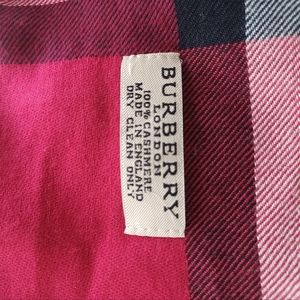 BURBERRY
LONDON
100% CASHMERE
MADE IN ENGLAND
DRY CLEAN ONLY